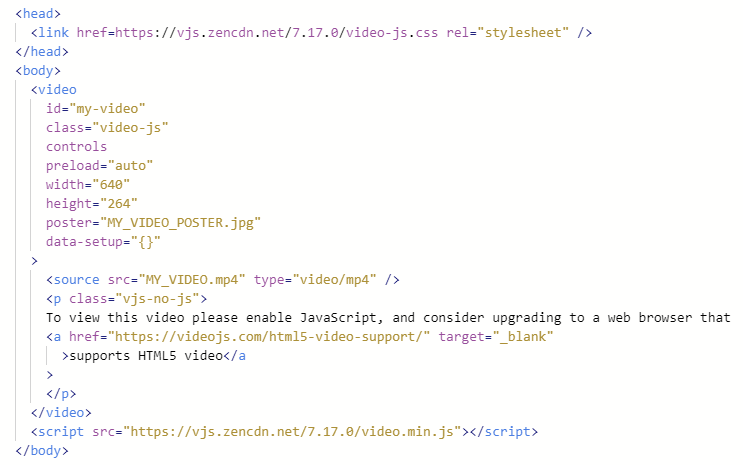 <head>
<link href=https://vjs.zencdn.net/7.17.0/video-js.css rel="stylesheet" />
</head>
<body>
<video
id="my-video"
class="video-js"
controls
preload="auto"
width="640"
height="264"
poster="MY_VIDEO_POSTER.jpg"
data-setup="{}"
>
<source src="MY_VIDEO.mp4" type="video/mp4" />
<p class="vjs-no-js">
To view this video please enable JavaScript, and consider upgrading to a web browser that
<a href="https://videojs.com/html5-video-support/" target="_blank"
>supports HTML5 video</a
>
</p>
</video>
<script src="https://vjs.zencdn.net/7.17.0/video.min.js"></script>
</body>